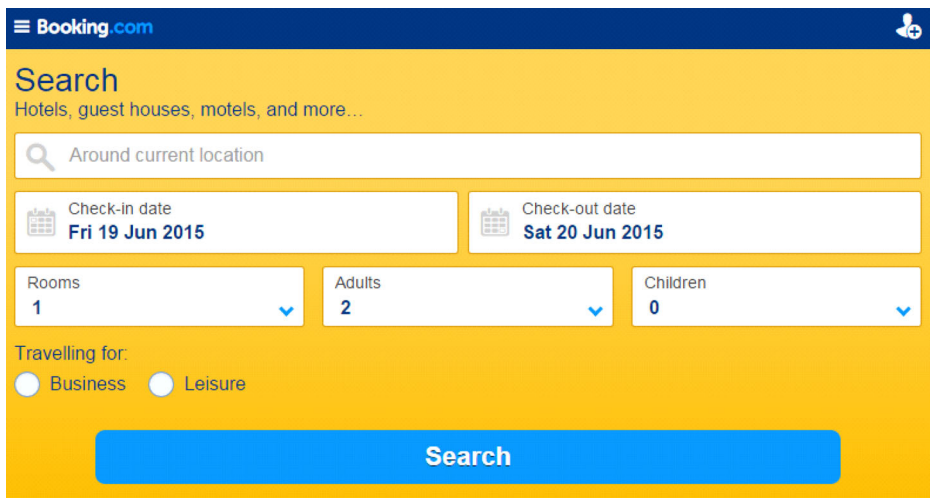 Booking.com
Search
Hotels, guest houses, motels, and more...
Around current location
Check-in date
Fri 19 Jun 2015
Check-out date
Sat 20 Jun 2015
Rooms
1
Adults
2
Children
0
Travelling for:
Business Leisure
Search